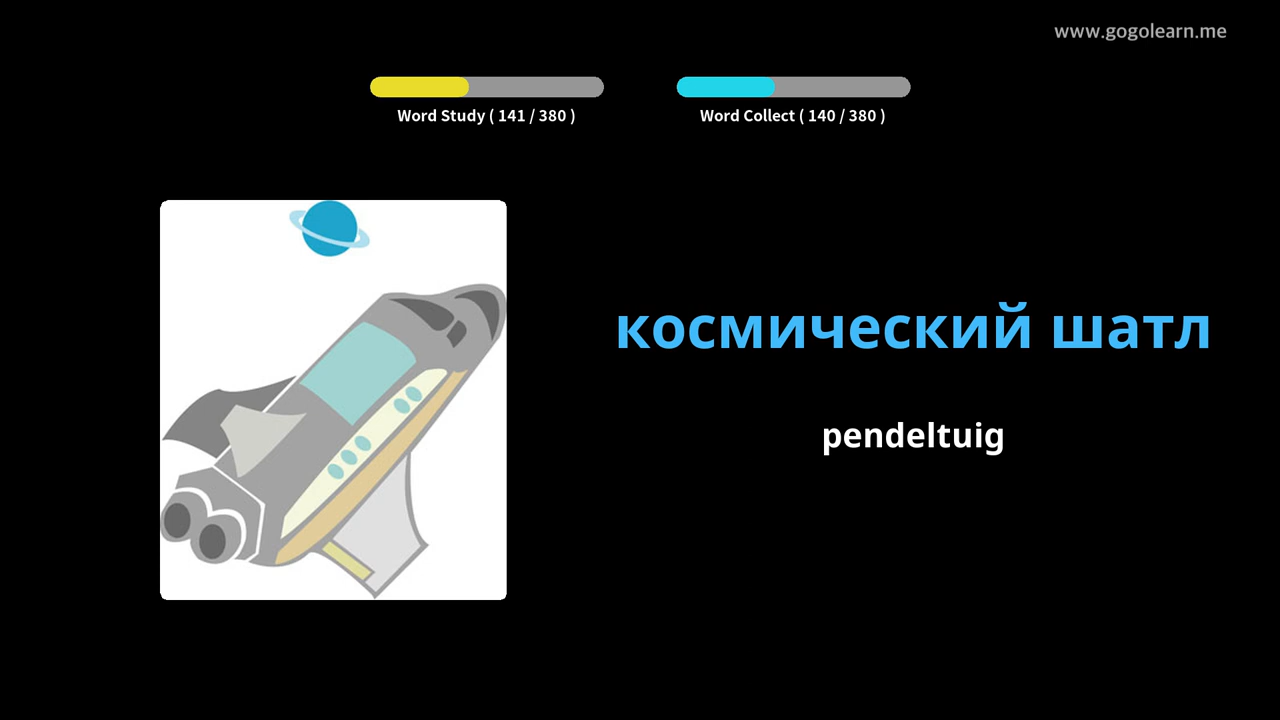 www.gogolearn.me
Word Study ( 141 / 380 )
Word Collect ( 140 / 380 )
космический шатл
pendeltuig